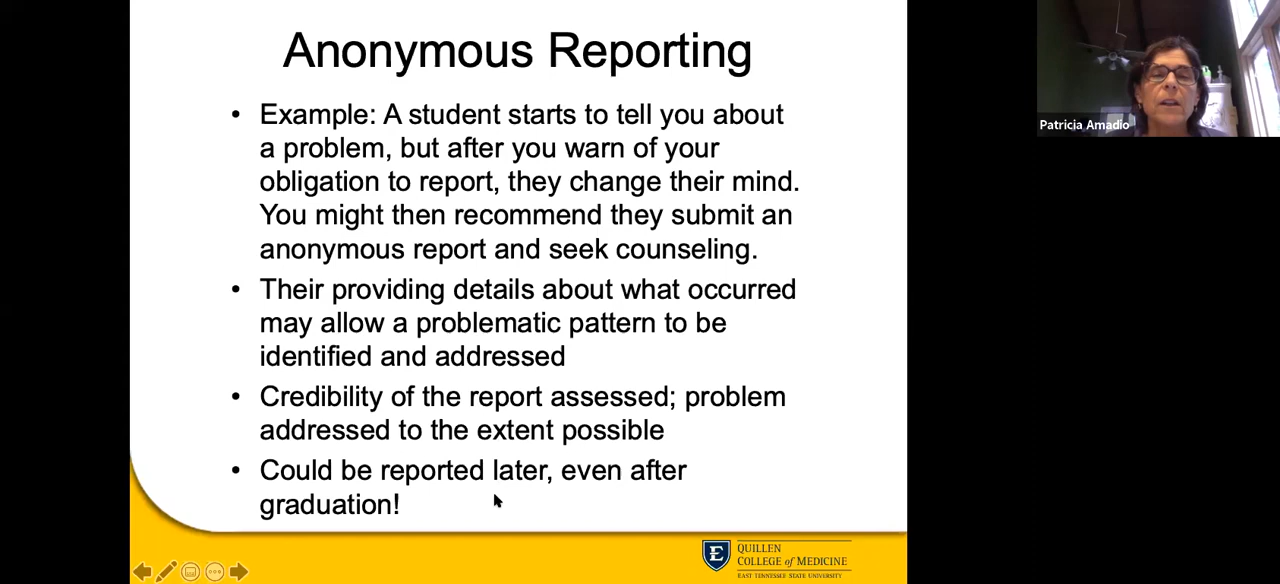 Anonymous Reporting
• Example: A student starts to tell you about
a problem, but after you warn of your
obligation to report, they change their mind.
You might then recommend they submit an
anonymous report and seek counseling.
• Their providing details about what occurred
may allow a problematic pattern to be
identified and addressed
• Credibility of the report assessed; problem
addressed to the extent possible
• Could be reported later, even after
graduation!
E
QUILLEN
COLLEGE of MEDICINE
EAST TENNESSEE STATE UNIVERSITY
Patricia Amadio